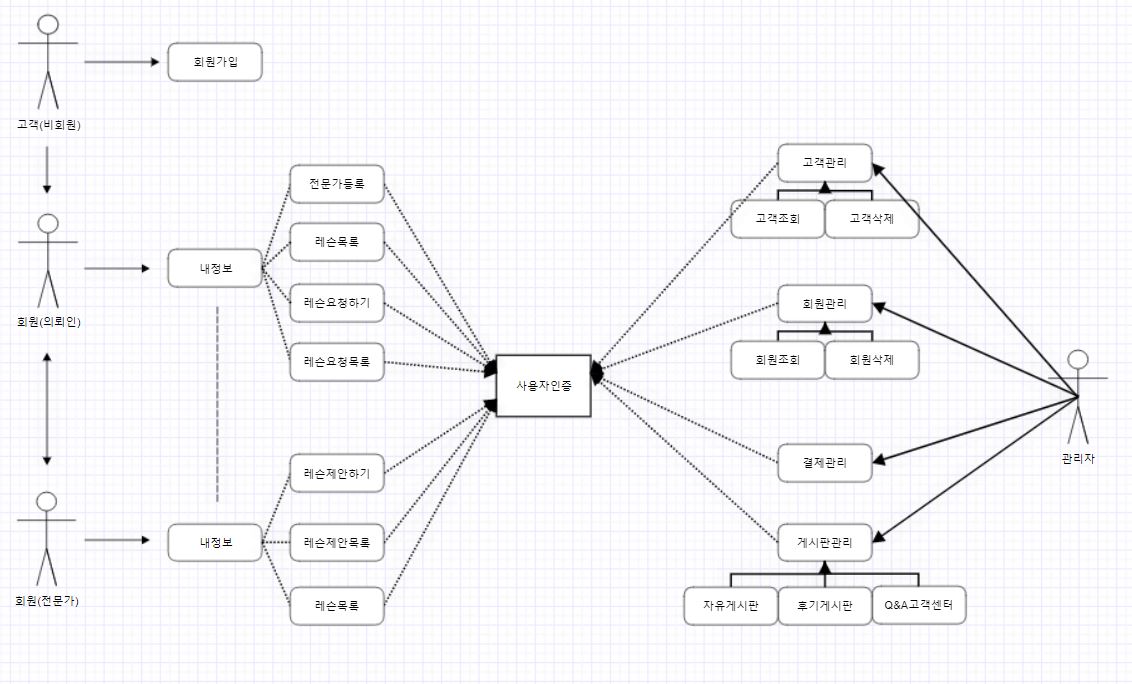 고객(비회원)
회원가입
회원(의뢰인)
내정보
전문가등록
레슨목록
레슨요청하기
레슨요청목록
회원(전문가)
내정보
레슨제안하기
레슨제안목록
레슨목록
사용자인증
고객관리
고객조회
고객삭제
회원관리
회원조회
회원삭제
결제관리
게시판관리
자유게시판
후기게시판
Q&A고객센터
관리자